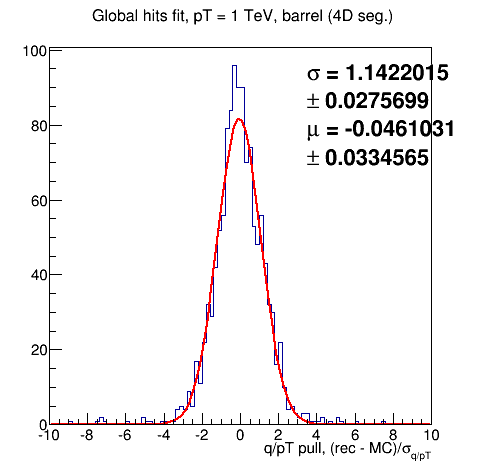 Global hits fit, pT = 1 TeV, barrel (4D seg.)
100
σ = 1.1422015
± 0.0275699
μ = -0.0461031
± 0.0334565
80
60
40
20
0
-10 -8 -6 -4 -2 0 2 4 6 8 10
q/pT pull, (rec - MC)/σq/pT